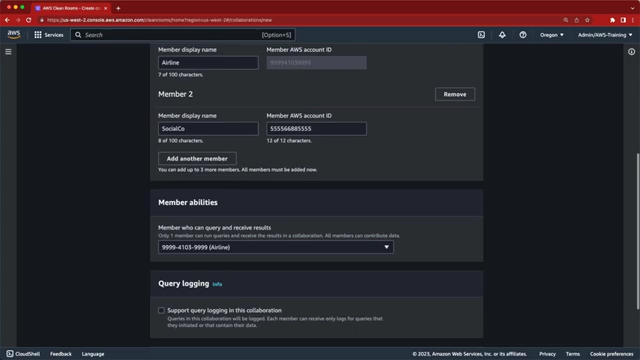 AWS Clean Rooms - Create co
us-west-2.console.aws.amazon.com/cleanrooms/home?region=us-west-2#/collaborations/new
aws
Services
Search
[Option+S]
Oregon
Admin/AWS-Training
Member display name
Member AWS account ID
Airline
999941039999
7 of 100 characters.
Member 2
Remove
Member display name
Member AWS account ID
SocialCo
555566885555
8 of 100 characters.
12 of 12 characters.
Add another member
You can add up to 3 more members. All members must be added now.
Member abilities
Member who can query and receive results
Only 1 member can run queries and receive the results in a collaboration. All members can contribute data.
9999-4103-9999 (Airline)
Query logging
Info
Support query logging in this collaboration
Queries in this collaboration will be logged. Each member can receive only logs for queries that
they initiated or that contain their data.
CloudShell
Feedback
Language
© 2023, Amazon Web Services, Inc. or its affiliates.
Privacy
Terms
Cookie preferences